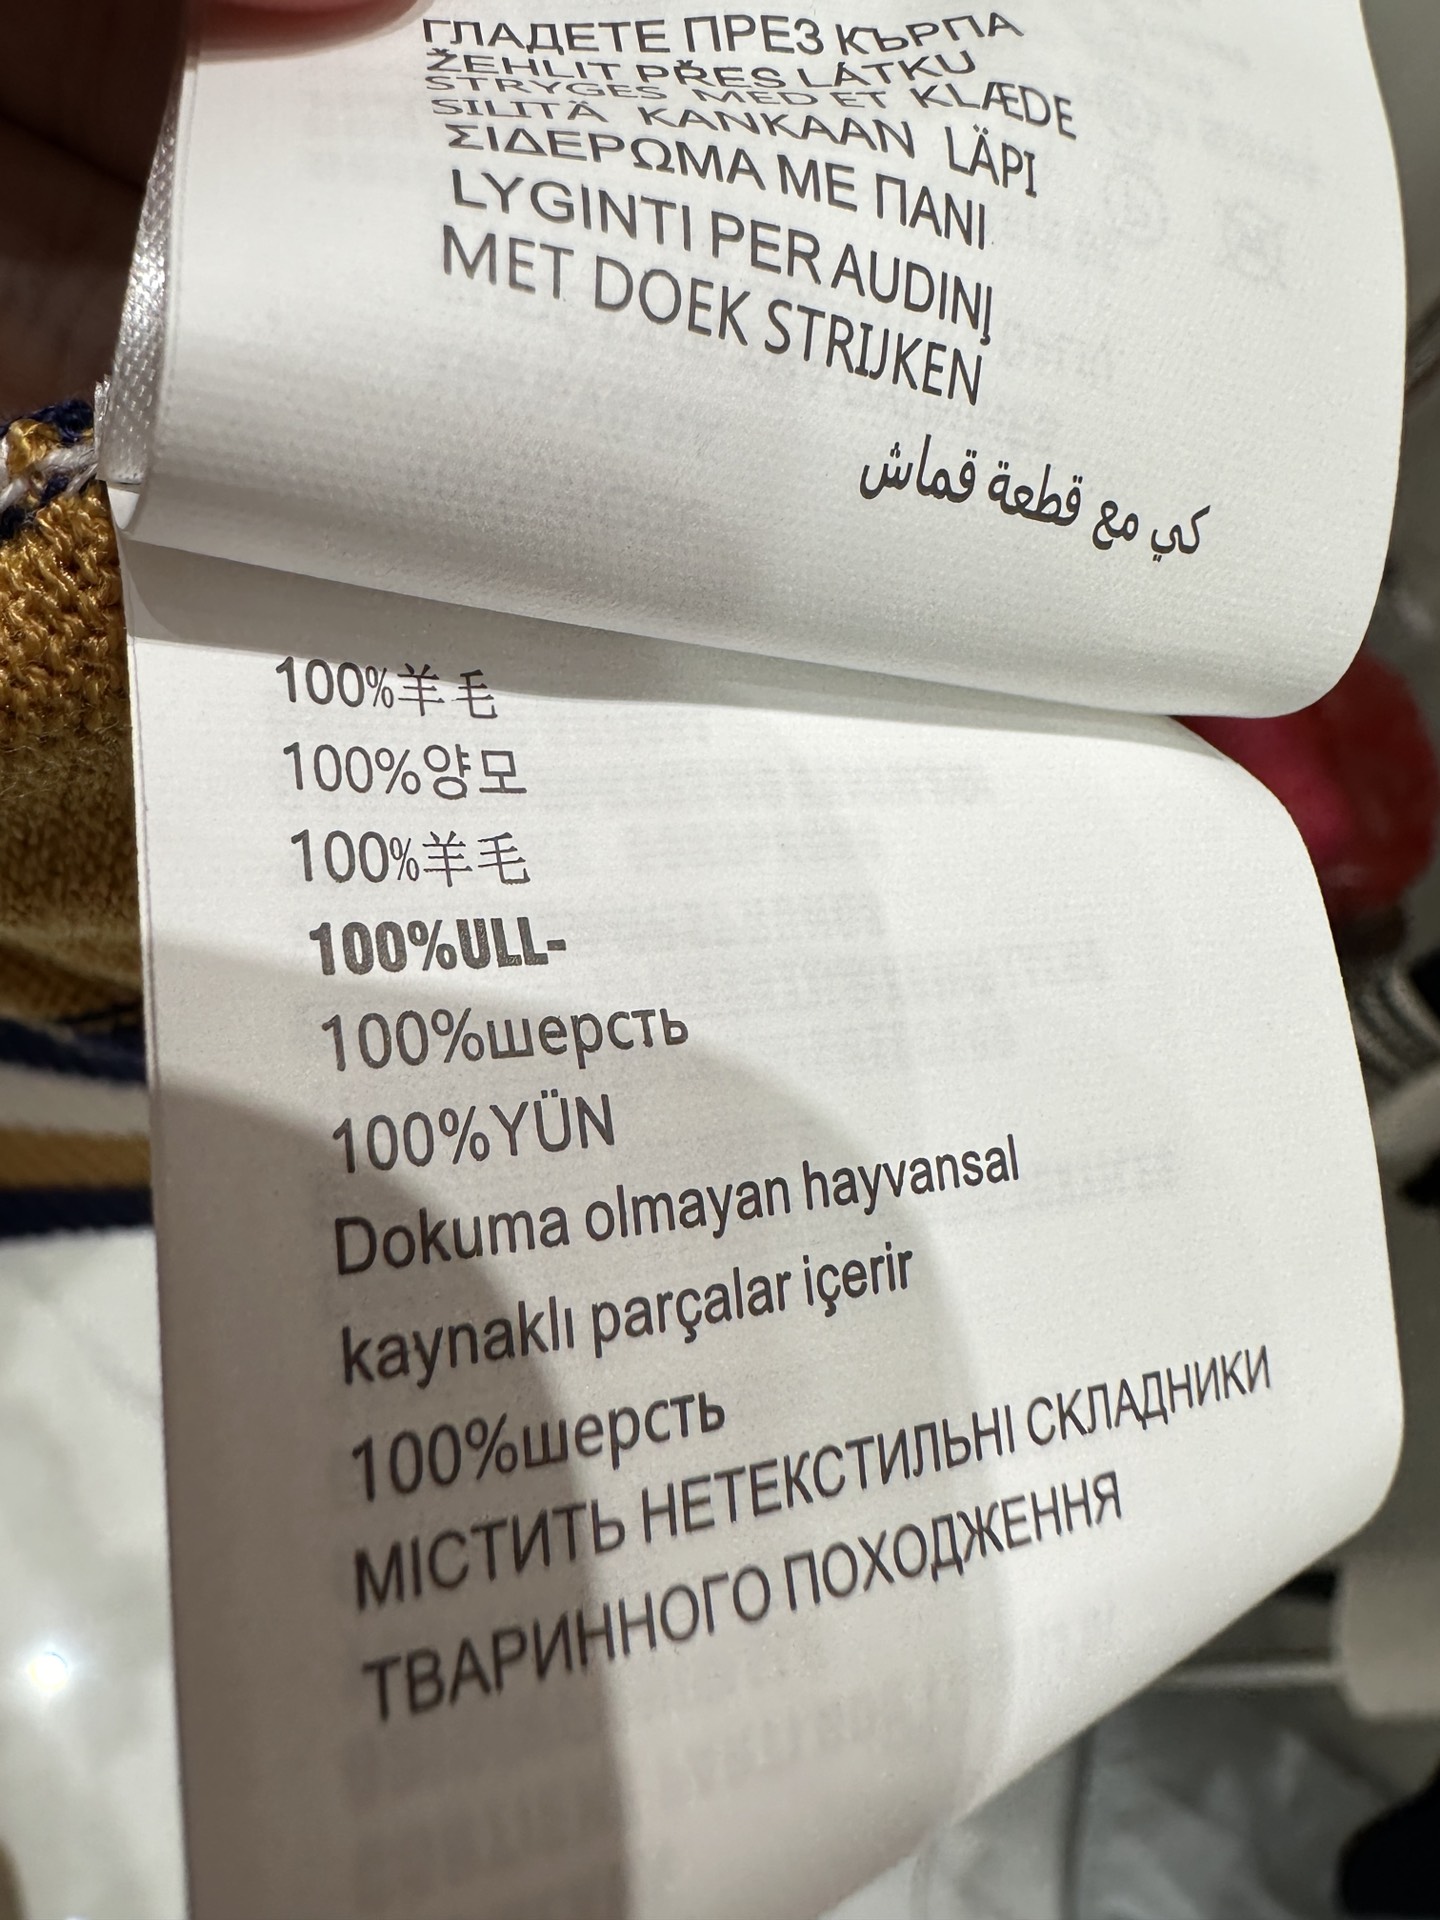 ГЛАДЕТЕ ПРЕЗ КЪРПА
ŽEHLIT PŘES LÁTKU
STRYGES MED ET KLÆDE
SILITÄ KANKAAN LÄPI
ΣΙΔΕΡΩΜΑ ΜΕ ΠΑΝΙ
LYGINTI PER AUDINĮ
MET DOEK STRIJKEN
كي مع قطعة قماش
100%羊毛
100%양모
100%羊毛
100%ULL-
100%шерсть
100%YÜN
Dokuma olmayan hayvansal
kaynaklı parçalar içerir
100%шерсть
МІСТИТЬ НЕТЕКСТИЛЬНІ СКЛАДНИКИ
ТВАРИННОГО ПОХОДЖЕННЯ